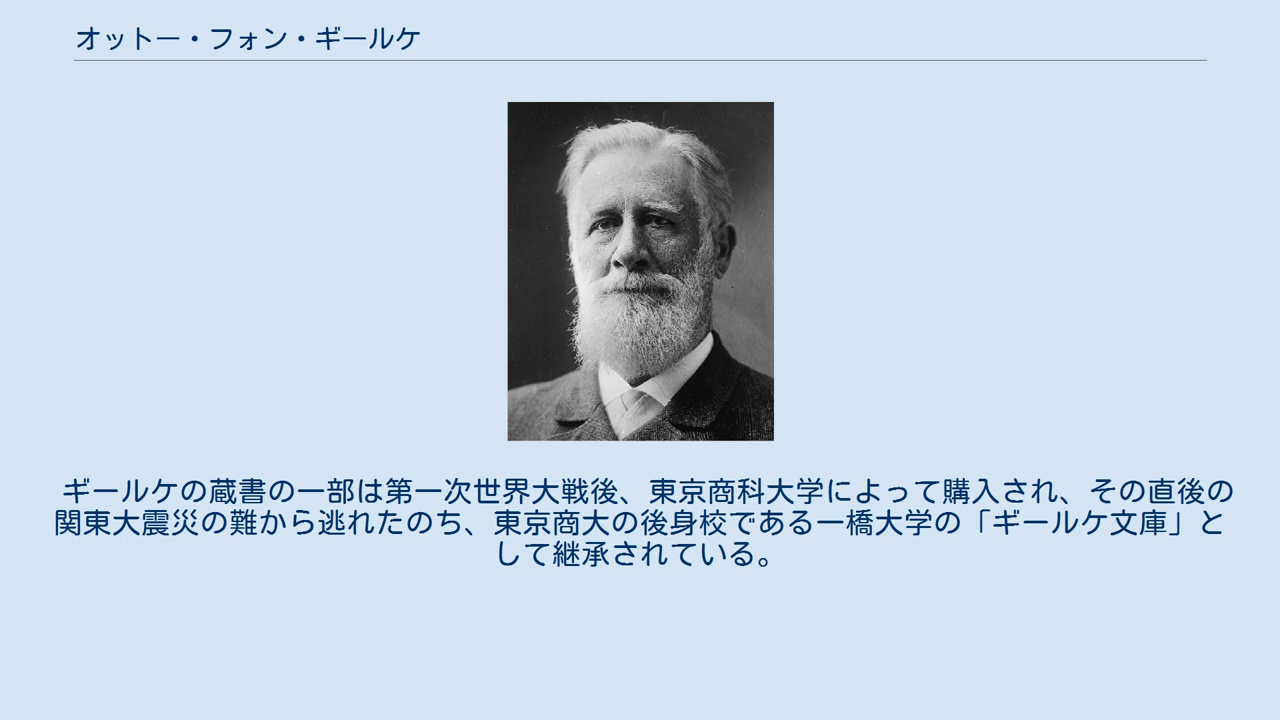 オットー・フォン・ギールケ
ギールケの蔵書の一部は第一次世界大戦後、東京商科大学によって購入され、その直後の
関東大震災の難から逃れたのち、東京商大の後身校である一橋大学の「ギールケ文庫」と
して継承されている。